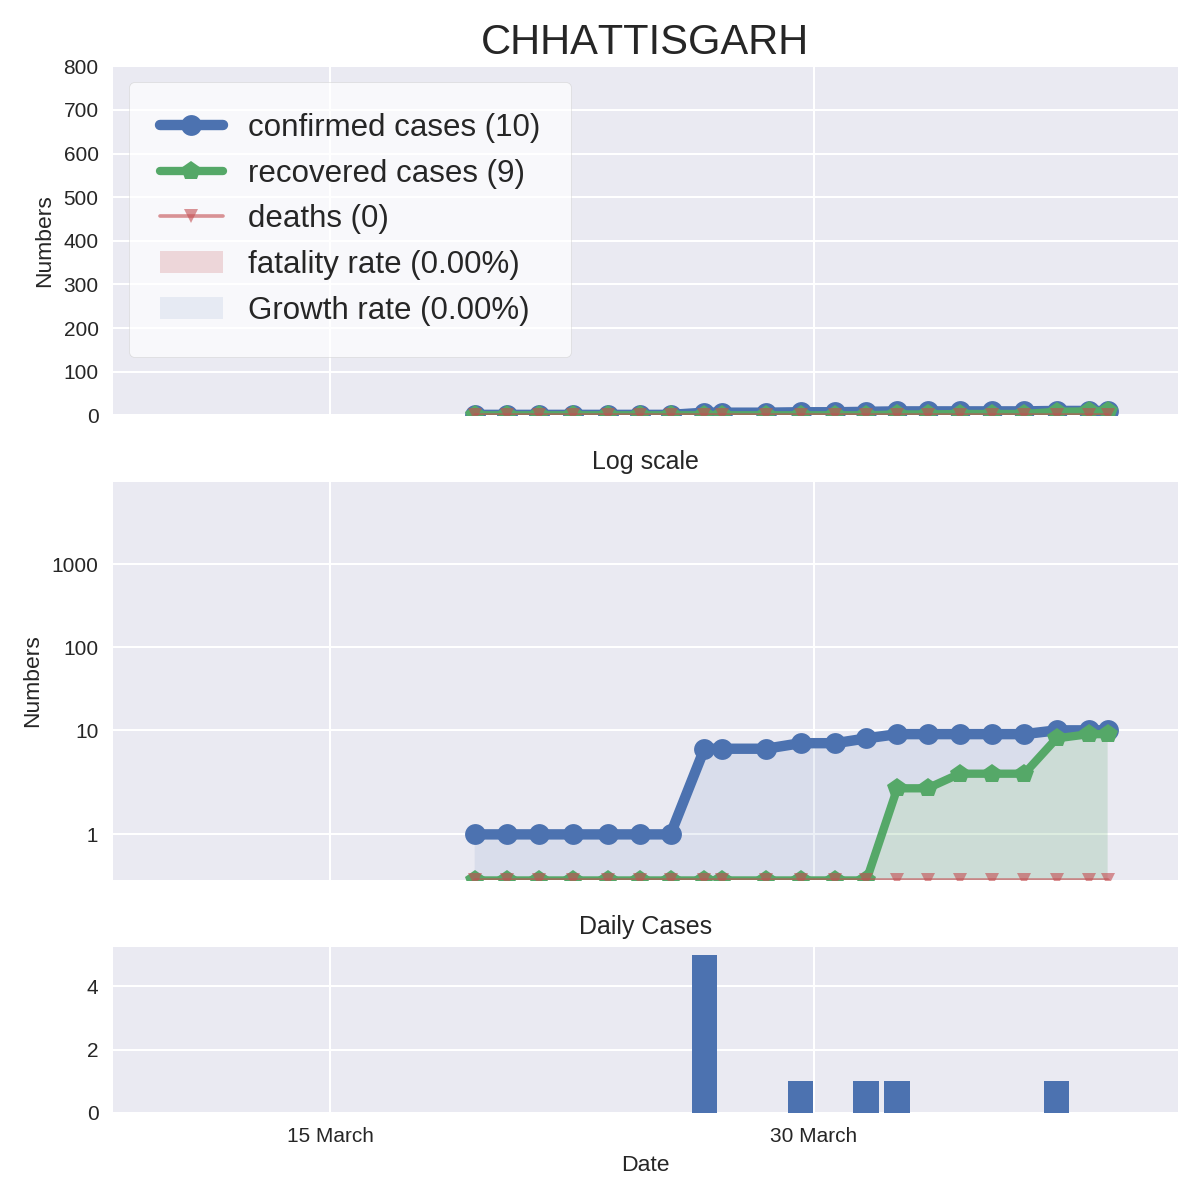 CHHATTISGARH
800
700
600
500
400
300
200
100
0
Numbers
confirmed cases (10)
recovered cases (9)
deaths (0)
fatality rate (0.00%)
Growth rate (0.00%)
Log scale
1000
100
10
1
Numbers
Daily Cases
4
2
0
15 March
30 March
Date